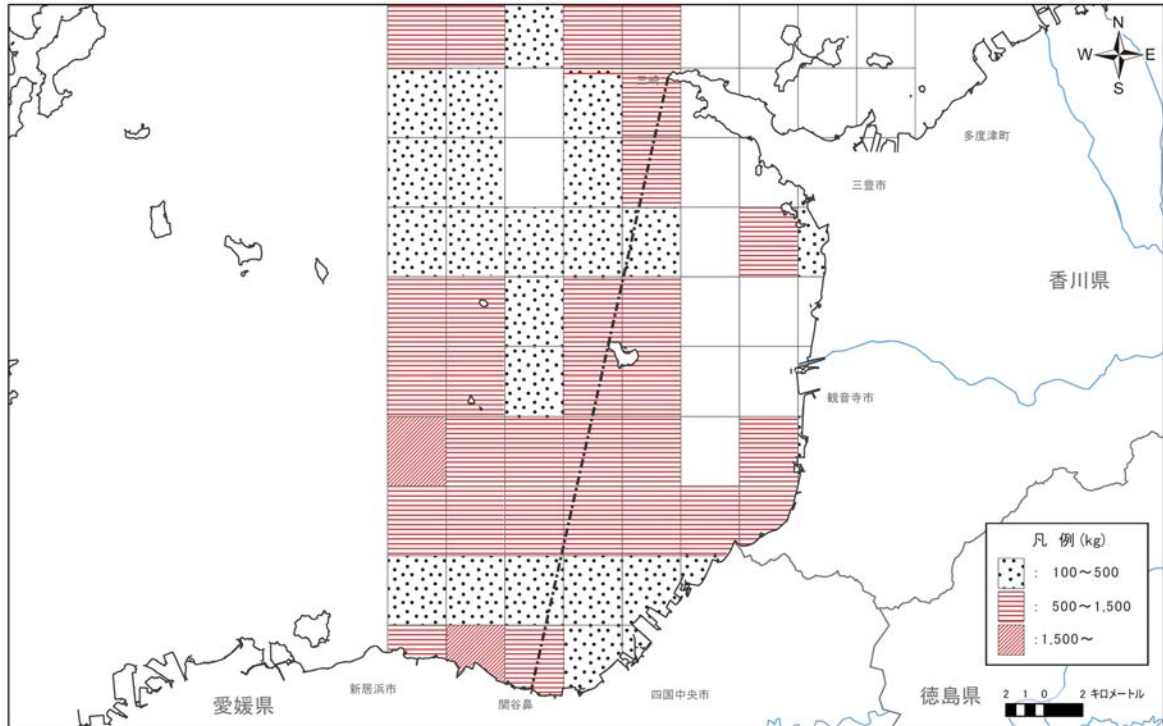 N
W E
S
三崎
多度津町
三豊市
香川県
観音寺市
凡 例 (kg)
： 100～500
： 500～1,500
：1,500～
2 1 0 2 キロメートル
新居浜市
四国中央市
徳島県
愛媛県
関谷鼻